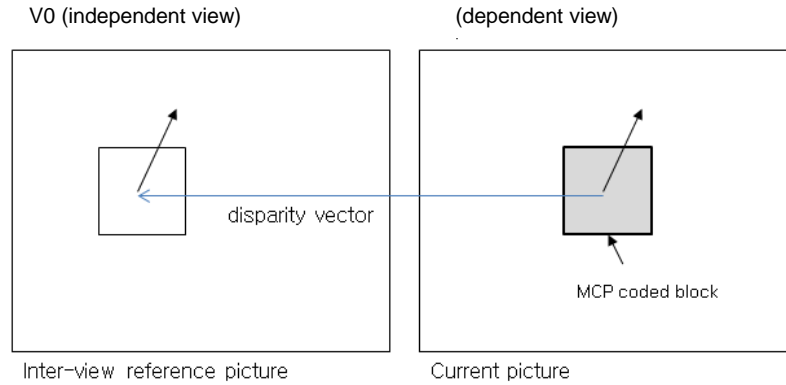 V0 (independent view)
(dependent view)
disparity vector
MCP coded block
Inter-view reference picture
Current picture